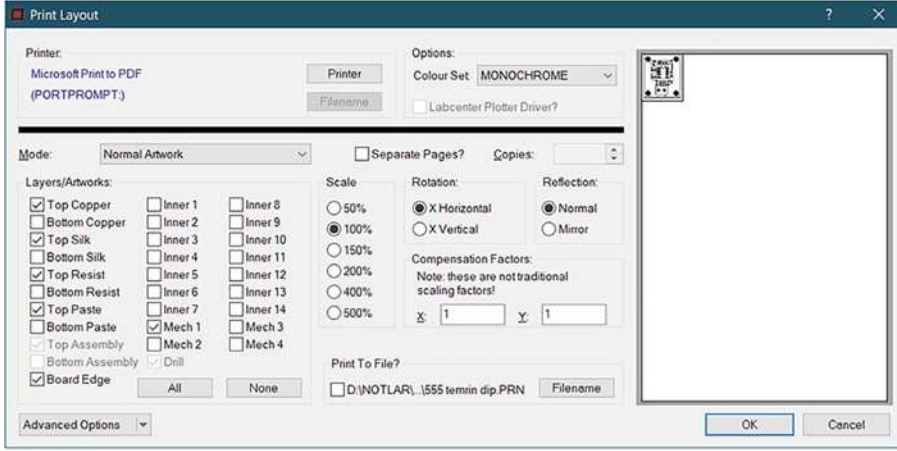 Print Layout
? ×
Printer:
Microsoft Print to PDF
(PORTPROMPT:)
Printer
Filename
Options:
Colour Set MONOCHROME
Labcenter Plotter Driver?
Mode: Normal Artwork
Separate Pages? Copies:
Layers/Artworks:
Top Copper Inner 1 Inner 8
Bottom Copper Inner 2 Inner 9
Top Silk Inner 3 Inner 10
Bottom Silk Inner 4 Inner 11
Top Resist Inner 5 Inner 12
Bottom Resist Inner 6 Inner 13
Top Paste Inner 7 Inner 14
Bottom Paste Mech 1 Mech 3
Top Assembly Mech 2 Mech 4
Bottom Assembly Drill
Board Edge All None
Scale
50%
100%
150%
200%
400%
500%
Rotation:
X Horizontal
X Vertical
Reflection:
Normal
Mirror
Compensation Factors:
Note: these are not traditional
scaling factors!
X: 1 Y: 1
Print To File?
D:\NOTLAR\...\555 temrin dip.PRN Filename
Advanced Options
OK Cancel